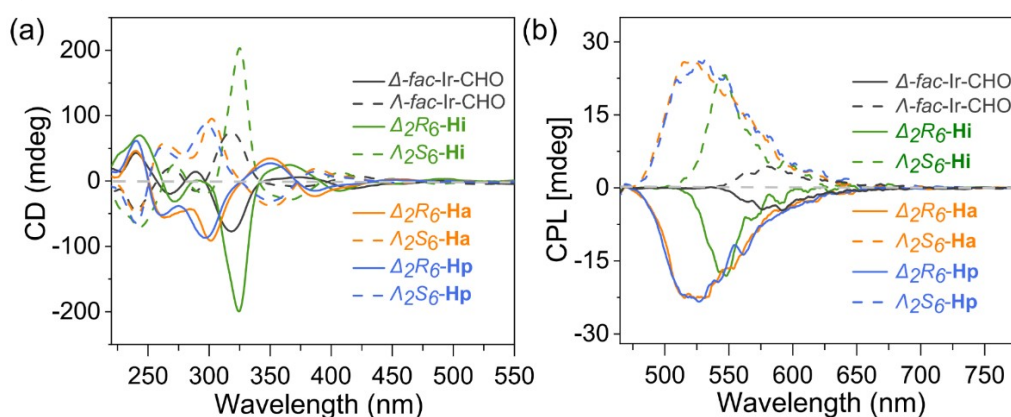 (a)
CD (mdeg)
200
100
0
-100
-200
Δ-fac-Ir-CHO
Λ-fac-Ir-CHO
Δ2R6-Hi
Λ2S6-Hi
Δ2R6-Ha
Λ2S6-Ha
Δ2R6-Hp
Λ2S6-Hp
250 300 350 400 450 500 550
Wavelength (nm)
(b)
CPL [mdeg]
30
15
0
-15
-30
Δ-fac-Ir-CHO
Λ-fac-Ir-CHO
Δ2R6-Hi
Λ2S6-Hi
Δ2R6-Ha
Λ2S6-Ha
Δ2R6-Hp
Λ2S6-Hp
500 550 600 650 700 750
Wavelength (nm)